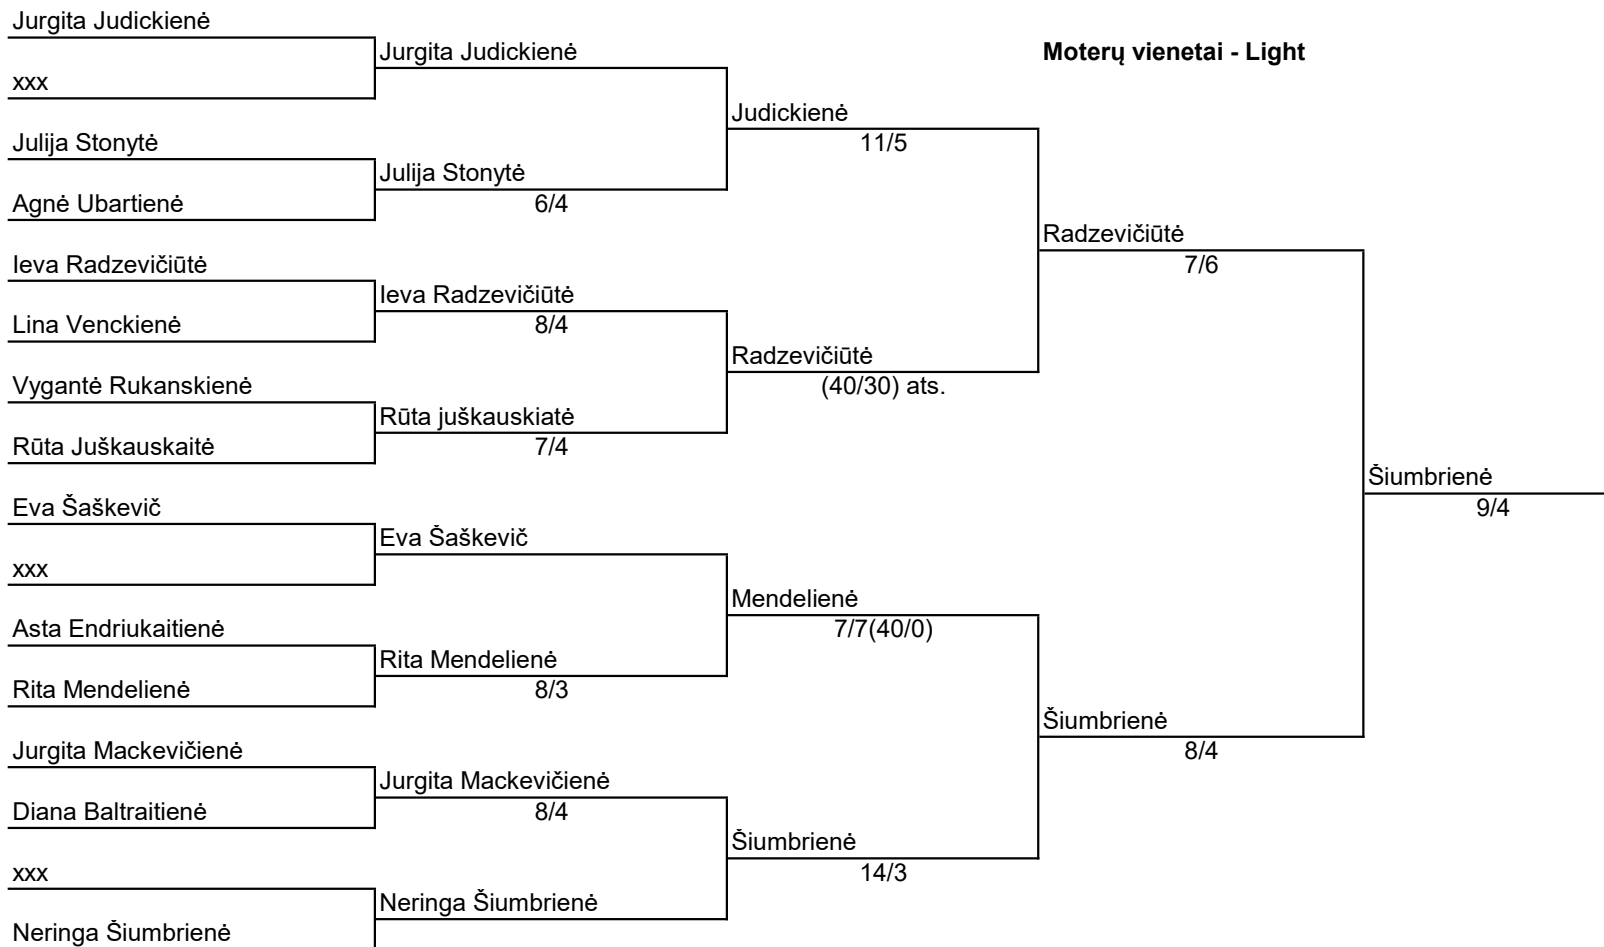 Jurgita Judickienė
Jurgita Judickienė
Moterų vienetai - Light
xxx
Judickienė
Julija Stonytė
11/5
Julija Stonytė
Agnė Ubartienė
6/4
Radzevičiūtė
Ieva Radzevičiūtė
7/6
Ieva Radzevičiūtė
Lina Venckienė
8/4
Radzevičiūtė
Vygantė Rukanskienė
(40/30) ats.
Rūta juškauskiatė
Rūta Juškauskaitė
7/4
Šiumbrienė
Eva Šaškevič
9/4
Eva Šaškevič
xxx
Mendelienė
Asta Endriukaitienė
7/7(40/0)
Rita Mendelienė
Rita Mendelienė
8/3
Šiumbrienė
Jurgita Mackevičienė
8/4
Jurgita Mackevičienė
Diana Baltraitienė
8/4
Šiumbrienė
xxx
14/3
Neringa Šiumbrienė
Neringa Šiumbrienė